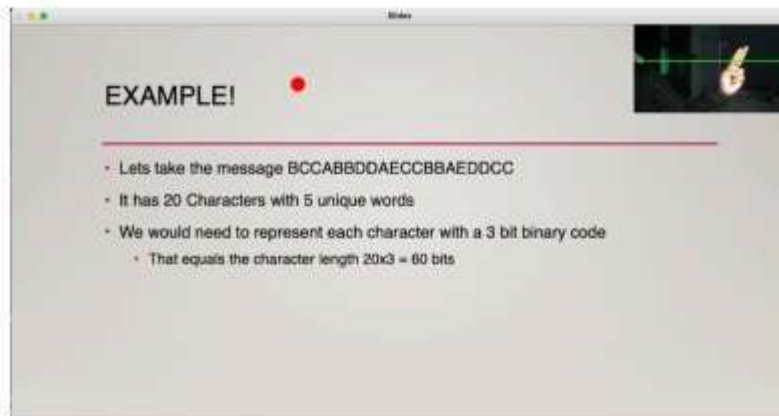 Slides
EXAMPLE!
Lets take the message BCCABBDDAECCBBAEDDCC
It has 20 Characters with 5 unique words
We would need to represent each character with a 3 bit binary code
That equals the character length 20x3 = 60 bits